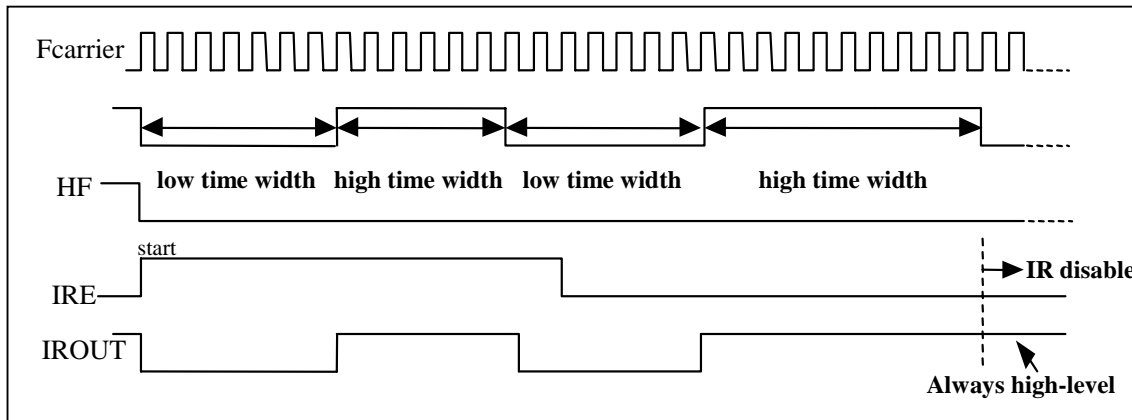 Fcarrier
low time width high time width low time width high time width
HF
start
IR disable
IRE
IROUT
Always high-level